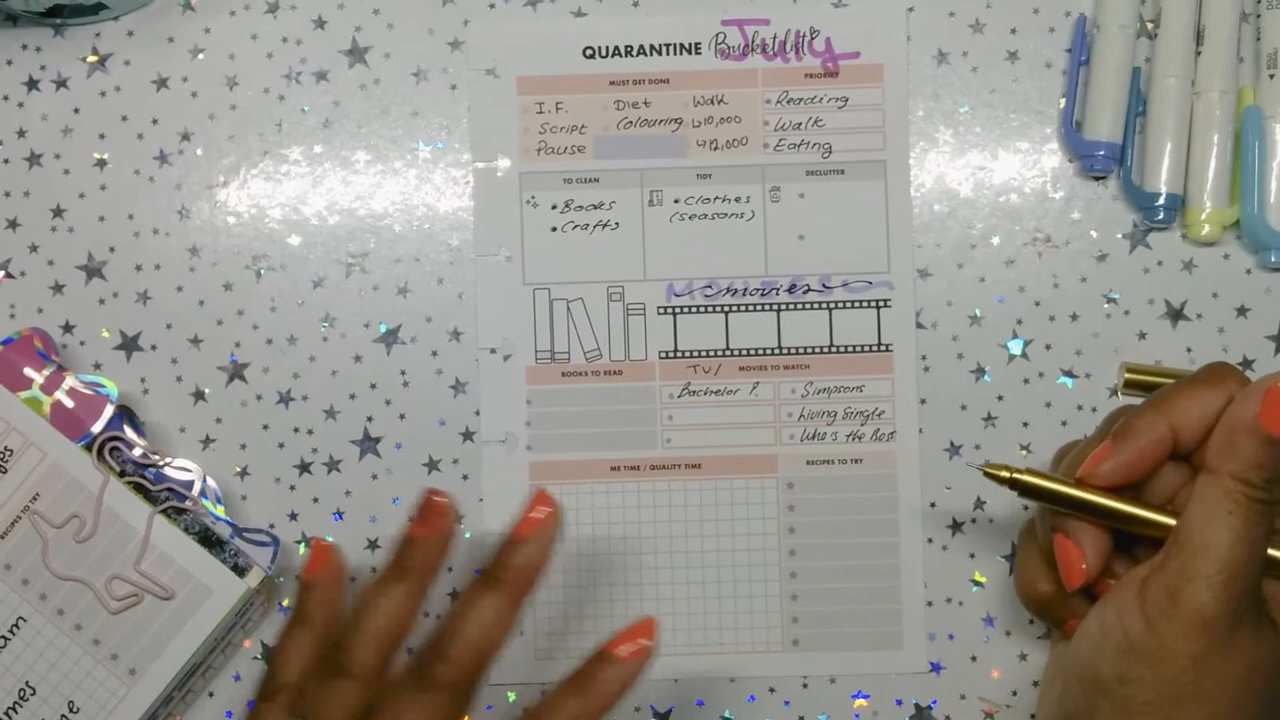 QUARANTINE Bucket list
July
MUST GET DONE
PRIORITY
I.F. Diet Walk
Script Colouring ↳10,000
Pause ↳12,000
Reading
Walk
Eating
TO CLEAN
TIDY
DECLUTTER
Books
Crafts
Clothes
(seasons)
movies
BOOKS TO READ
TV/ MOVIES TO WATCH
Bachelor P.
Simpsons
Living Single
Who's the Boss
ME TIME / QUALITY TIME
RECIPES TO TRY
RECIPES TO TRY